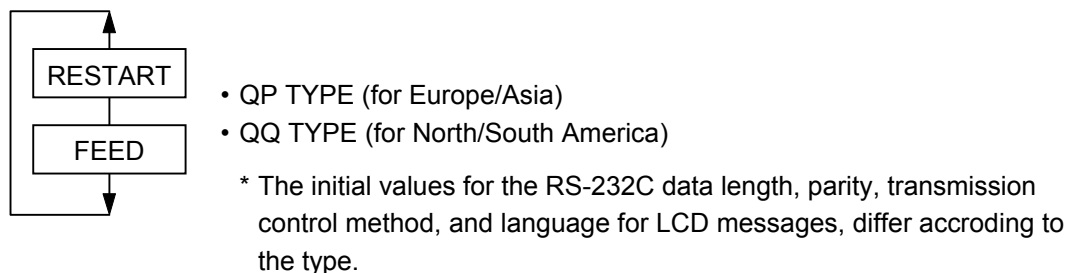 RESTART
FEED
• QP TYPE (for Europe/Asia)
• QQ TYPE (for North/South America)
* The initial values for the RS-232C data length, parity, transmission
control method, and language for LCD messages, differ accroding to
the type.